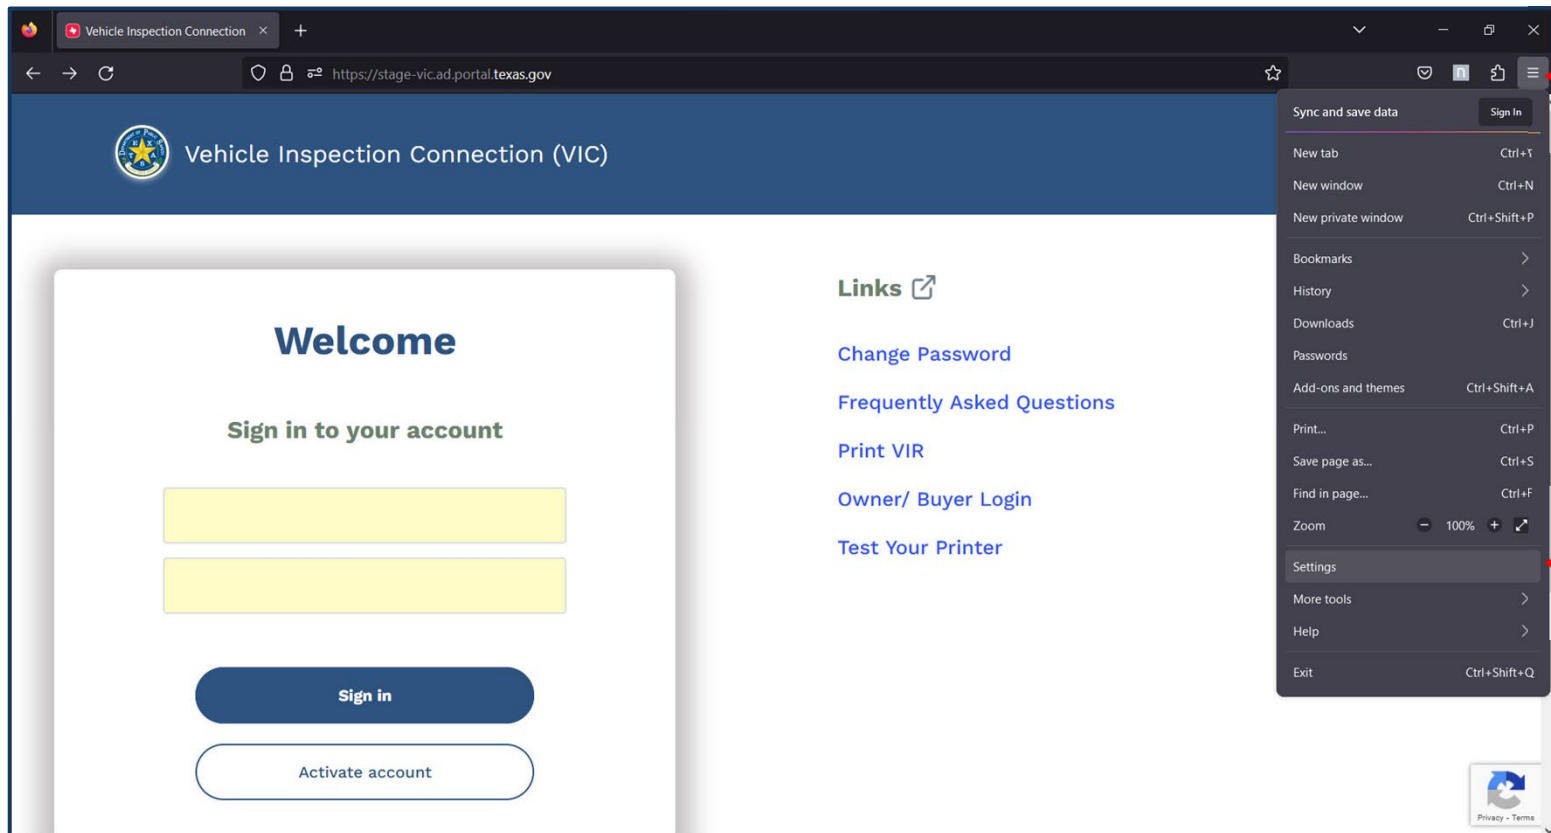 Vehicle Inspection Connection
https://stage-vic.ad.portal.texas.gov
Vehicle Inspection Connection (VIC)
Welcome
Sign in to your account
Sign in
Activate account
Links
Change Password
Frequently Asked Questions
Print VIR
Owner/ Buyer Login
Test Your Printer
Sync and save data Sign In
New tab Ctrl+T
New window Ctrl+N
New private window Ctrl+Shift+P
Bookmarks
History
Downloads Ctrl+J
Passwords
Add-ons and themes Ctrl+Shift+A
Print... Ctrl+P
Save page as... Ctrl+S
Find in page... Ctrl+F
Zoom 100%
Settings
More tools
Help
Exit Ctrl+Shift+Q
Privacy - Terms